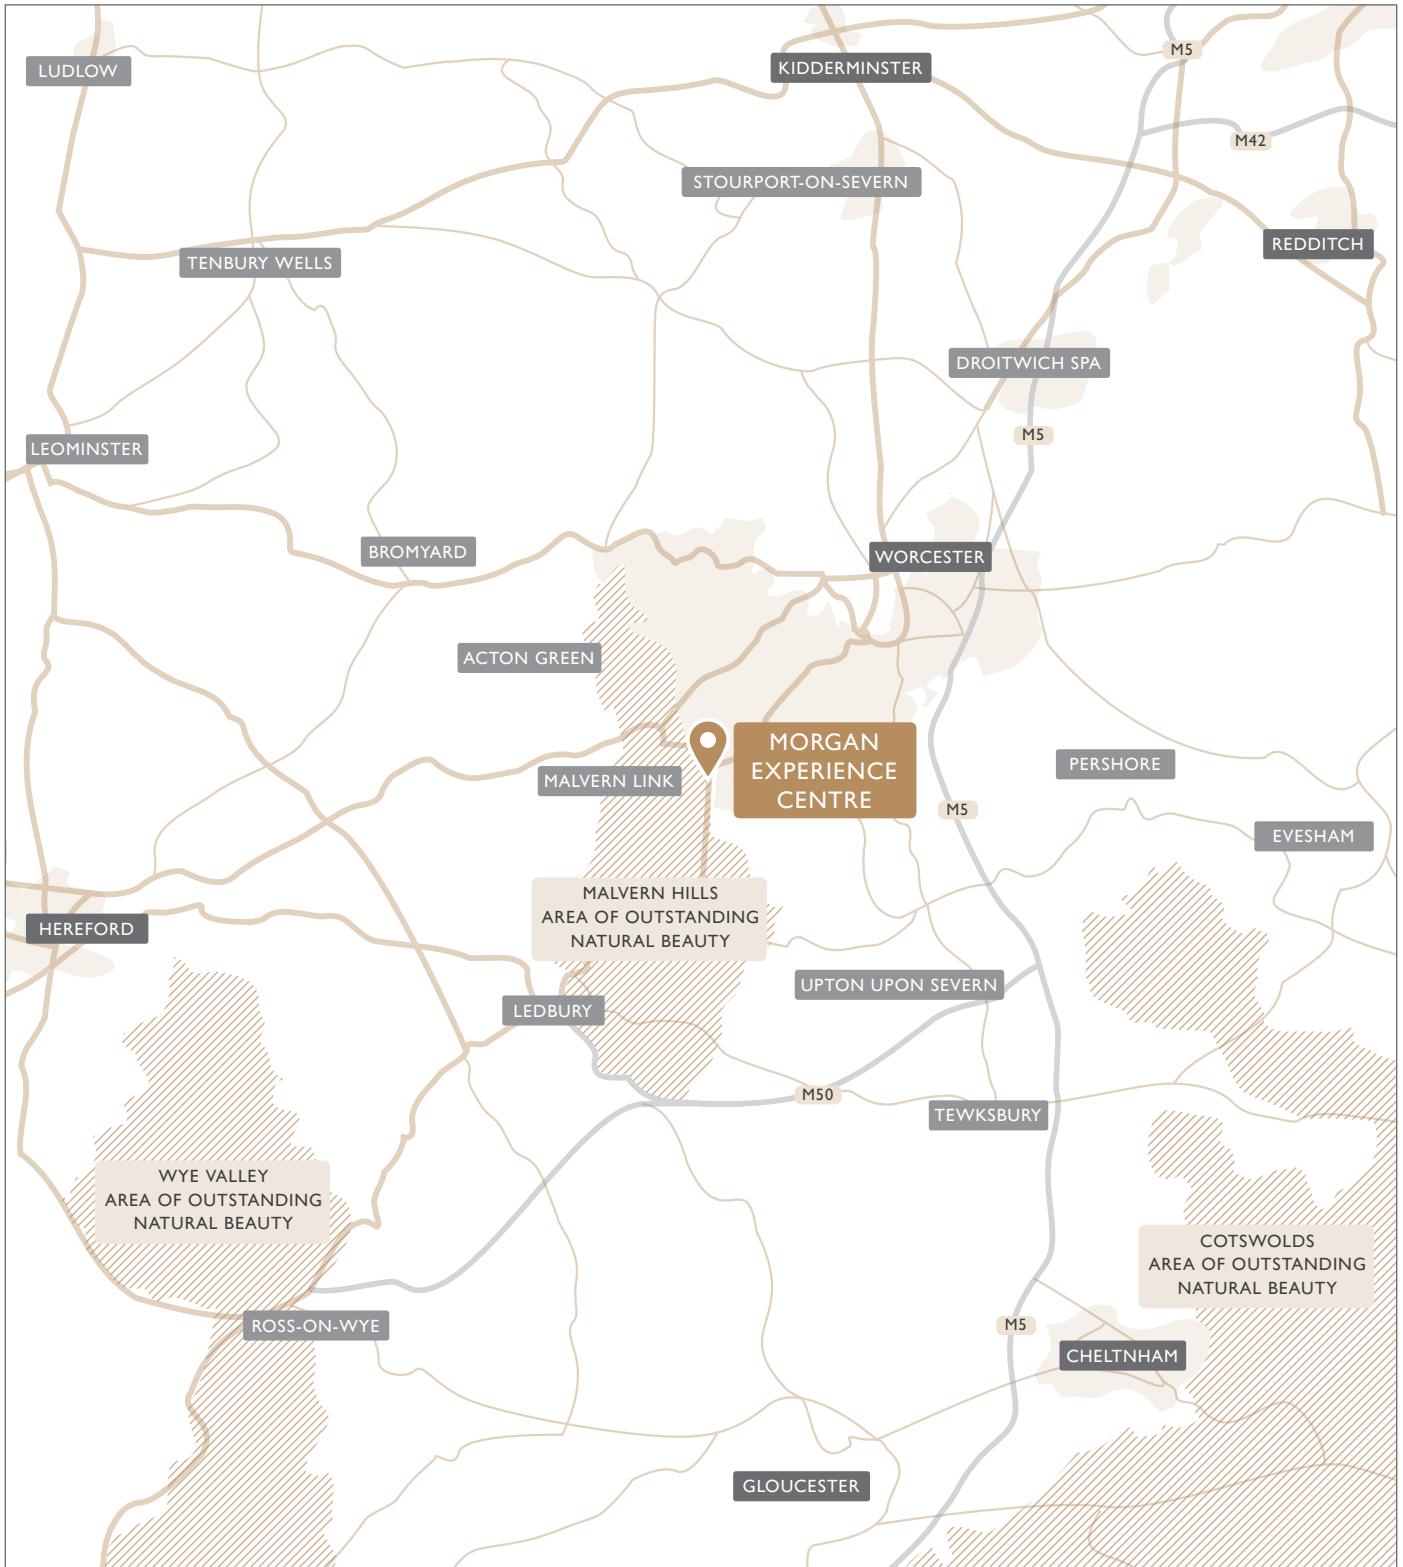 M5
KIDDERMINSTER
LUDLOW
M42
STOURPORT-ON-SEVERN
REDDITCH
TENBURY WELLS
DROITWICH SPA
M5
LEOMINSTER
BROMYARD
WORCESTER
ACTON GREEN
MORGAN
EXPERIENCE
CENTRE
PERSHORE
MALVERN LINK
M5
EVESHAM
MALVERN HILLS
AREA OF OUTSTANDING
NATURAL BEAUTY
HEREFORD
UPTON UPON SEVERN
LEDBURY
M50
TEWKSBURY
WYE VALLEY
AREA OF OUTSTANDING
NATURAL BEAUTY
COTSWOLDS
AREA OF OUTSTANDING
NATURAL BEAUTY
ROSS-ON-WYE
M5
CHELTNHAM
GLOUCESTER